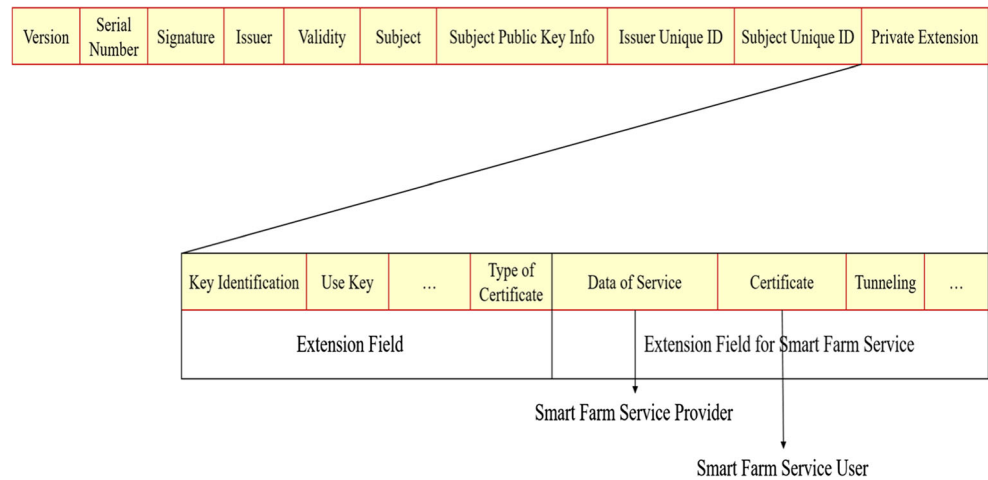 Version
Serial
Number
Signature
Issuer
Validity
Subject
Subject Public Key Info
Issuer Unique ID
Subject Unique ID
Private Extension
Key Identification
Use Key
...
Type of
Certificate
Data of Service
Certificate
Tunneling
...
Extension Field
Extension Field for Smart Farm Service
Smart Farm Service Provider
Smart Farm Service User